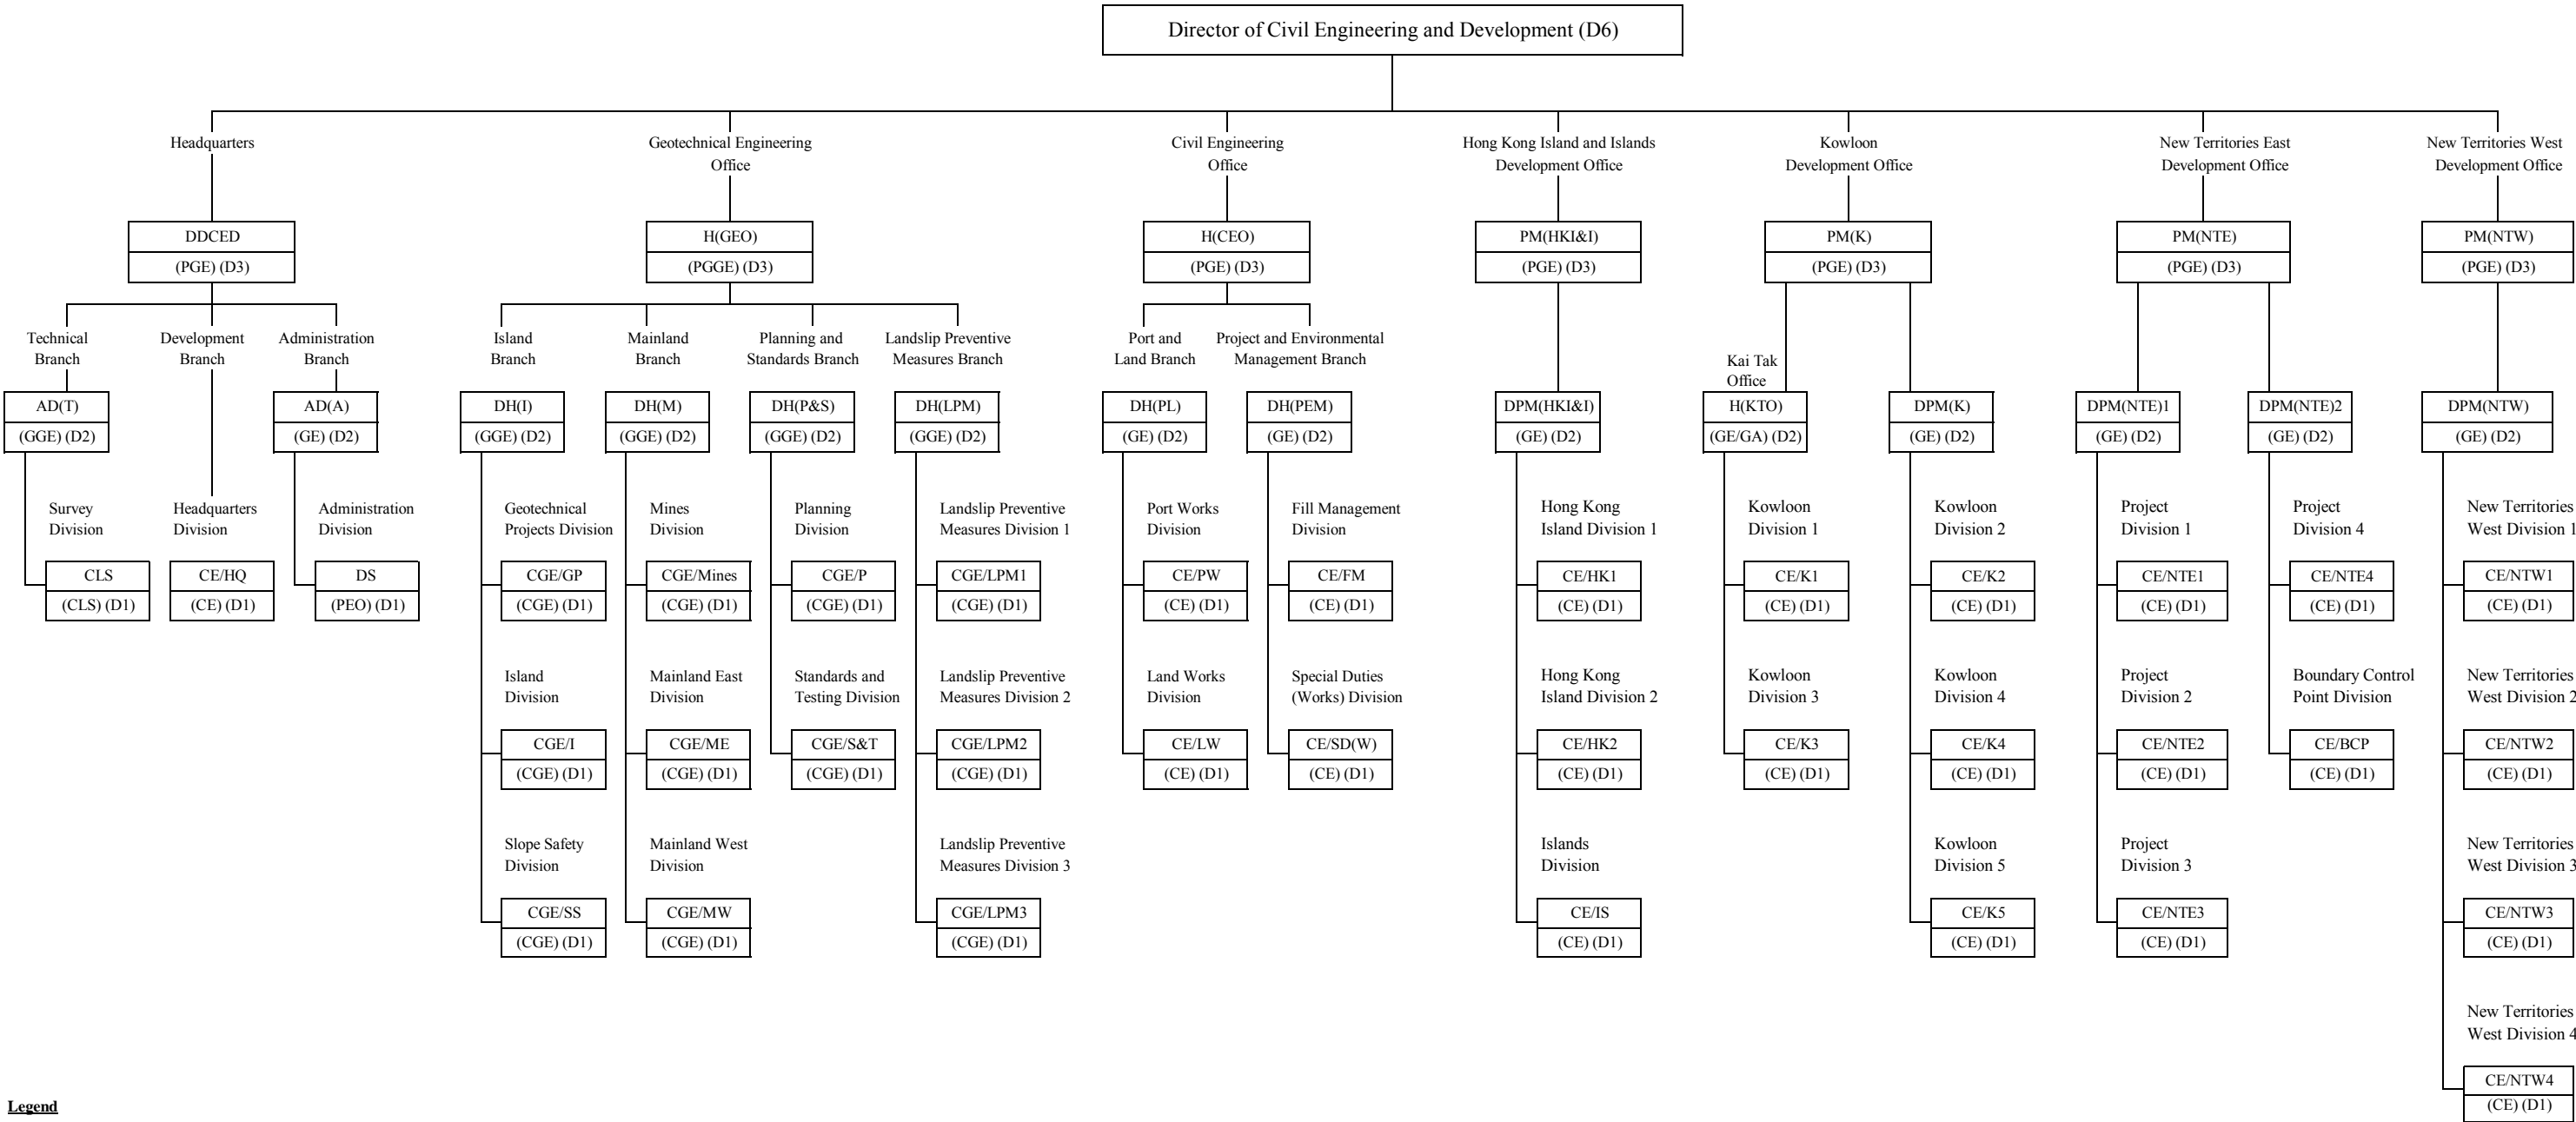 Director of Civil Engineering and Development (D6)
Headquarters
Geotechnical Engineering
Office
Civil Engineering
Office
Hong Kong Island and Islands
Development Office
Kowloon
Development Office
New Territories East
Development Office
New Territories West
Development Office
DDCED
(PGE) (D3)
H(GEO)
(PGGE) (D3)
H(CEO)
(PGE) (D3)
PM(HKI&I)
(PGE) (D3)
PM(K)
(PGE) (D3)
PM(NTE)
(PGE) (D3)
PM(NTW)
(PGE) (D3)
Technical
Branch
Development
Branch
Administration
Branch
Island
Branch
Mainland
Branch
Planning and
Standards Branch
Landslip Preventive
Measures Branch
Port and
Land Branch
Project and Environmental
Management Branch
Kai Tak
Office
AD(T)
(GGE) (D2)
AD(A)
(GE) (D2)
DH(I)
(GGE) (D2)
DH(M)
(GGE) (D2)
DH(P&S)
(GGE) (D2)
DH(LPM)
(GGE) (D2)
DH(PL)
(GE) (D2)
DH(PEM)
(GE) (D2)
DPM(HKI&I)
(GE) (D2)
H(KTO)
(GE/GA) (D2)
DPM(K)
(GE) (D2)
DPM(NTE)1
(GE) (D2)
DPM(NTE)2
(GE) (D2)
DPM(NTW)
(GE) (D2)
Survey
Division
Headquarters
Division
Administration
Division
Geotechnical
Projects Division
Mines
Division
Planning
Division
Landslip Preventive
Measures Division 1
Port Works
Division
Fill Management
Division
Hong Kong
Island Division 1
Kowloon
Division 1
Kowloon
Division 2
Project
Division 1
Project
Division 4
New Territories
West Division 1
CLS
(CLS) (D1)
CE/HQ
(CE) (D1)
DS
(PEO) (D1)
CGE/GP
(CGE) (D1)
CGE/Mines
(CGE) (D1)
CGE/P
(CGE) (D1)
CGE/LPM1
(CGE) (D1)
CE/PW
(CE) (D1)
CE/FM
(CE) (D1)
CE/HK1
(CE) (D1)
CE/K1
(CE) (D1)
CE/K2
(CE) (D1)
CE/NTE1
(CE) (D1)
CE/NTE4
(CE) (D1)
CE/NTW1
(CE) (D1)
Island
Division
Mainland East
Division
Standards and
Testing Division
Landslip Preventive
Measures Division 2
Land Works
Division
Special Duties
(Works) Division
Hong Kong
Island Division 2
Kowloon
Division 3
Kowloon
Division 4
Project
Division 2
Boundary Control
Point Division
New Territories
West Division 2
CGE/I
(CGE) (D1)
CGE/ME
(CGE) (D1)
CGE/S&T
(CGE) (D1)
CGE/LPM2
(CGE) (D1)
CE/LW
(CE) (D1)
CE/SD(W)
(CE) (D1)
CE/HK2
(CE) (D1)
CE/K3
(CE) (D1)
CE/K4
(CE) (D1)
CE/NTE2
(CE) (D1)
CE/BCP
(CE) (D1)
CE/NTW2
(CE) (D1)
Slope Safety
Division
Mainland West
Division
Landslip Preventive
Measures Division 3
Islands
Division
Kowloon
Division 5
Project
Division 3
New Territories
West Division 3
CGE/SS
(CGE) (D1)
CGE/MW
(CGE) (D1)
CGE/LPM3
(CGE) (D1)
CE/IS
(CE) (D1)
CE/K5
(CE) (D1)
CE/NTE3
(CE) (D1)
CE/NTW3
(CE) (D1)
New Territories
West Division 4
CE/NTW4
(CE) (D1)
Legend